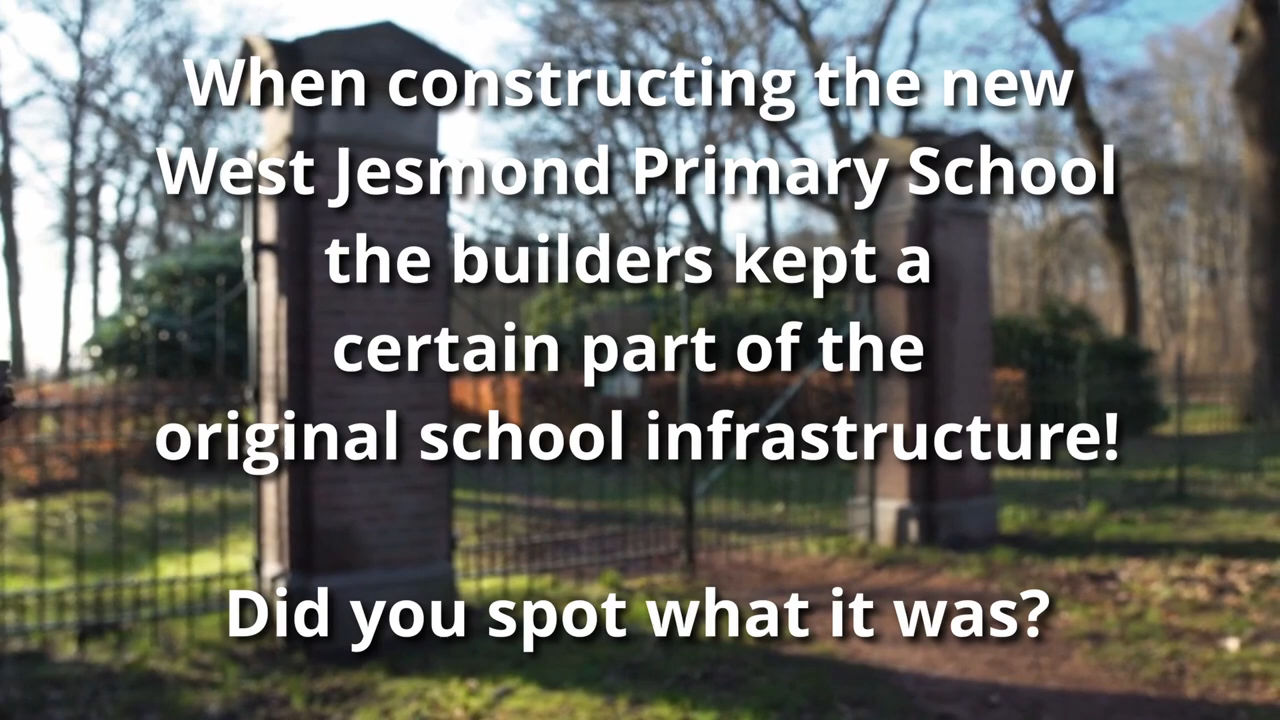 When constructing the new
West Jesmond Primary School
the builders kept a
certain part of the
original school infrastructure!
Did you spot what it was?